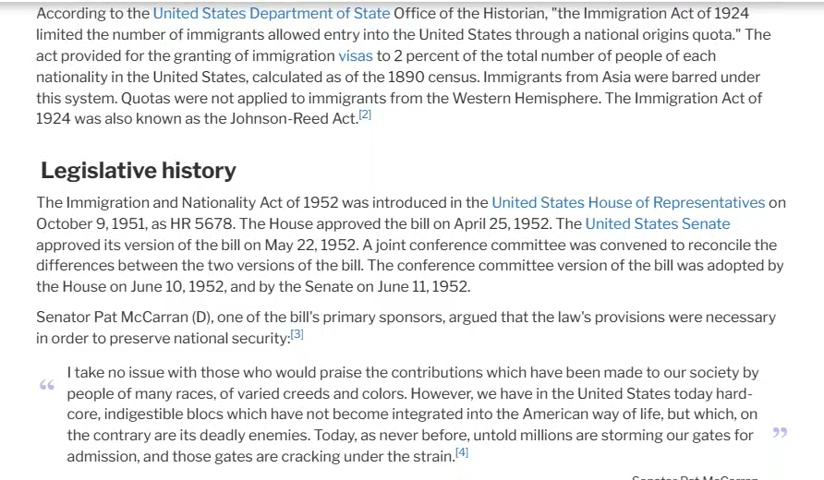 According to the United States Department of State Office of the Historian, "the Immigration Act of 1924
limited the number of immigrants allowed entry into the United States through a national origins quota." The
act provided for the granting of immigration visas to 2 percent of the total number of people of each
nationality in the United States, calculated as of the 1890 census. Immigrants from Asia were barred under
this system. Quotas were not applied to immigrants from the Western Hemisphere. The Immigration Act of
1924 was also known as the Johnson-Reed Act.[2]
Legislative history
The Immigration and Nationality Act of 1952 was introduced in the United States House of Representatives on
October 9, 1951, as HR 5678. The House approved the bill on April 25, 1952. The United States Senate
approved its version of the bill on May 22, 1952. A joint conference committee was convened to reconcile the
differences between the two versions of the bill. The conference committee version of the bill was adopted by
the House on June 10, 1952, and by the Senate on June 11, 1952.
Senator Pat McCarran (D), one of the bill's primary sponsors, argued that the law's provisions were necessary
in order to preserve national security:[3]
“ I take no issue with those who would praise the contributions which have been made to our society by
people of many races, of varied creeds and colors. However, we have in the United States today hard-
core, indigestible blocs which have not become integrated into the American way of life, but which, on
the contrary are its deadly enemies. Today, as never before, untold millions are storming our gates for
admission, and those gates are cracking under the strain.[4] ”
Senator Pat McCarran